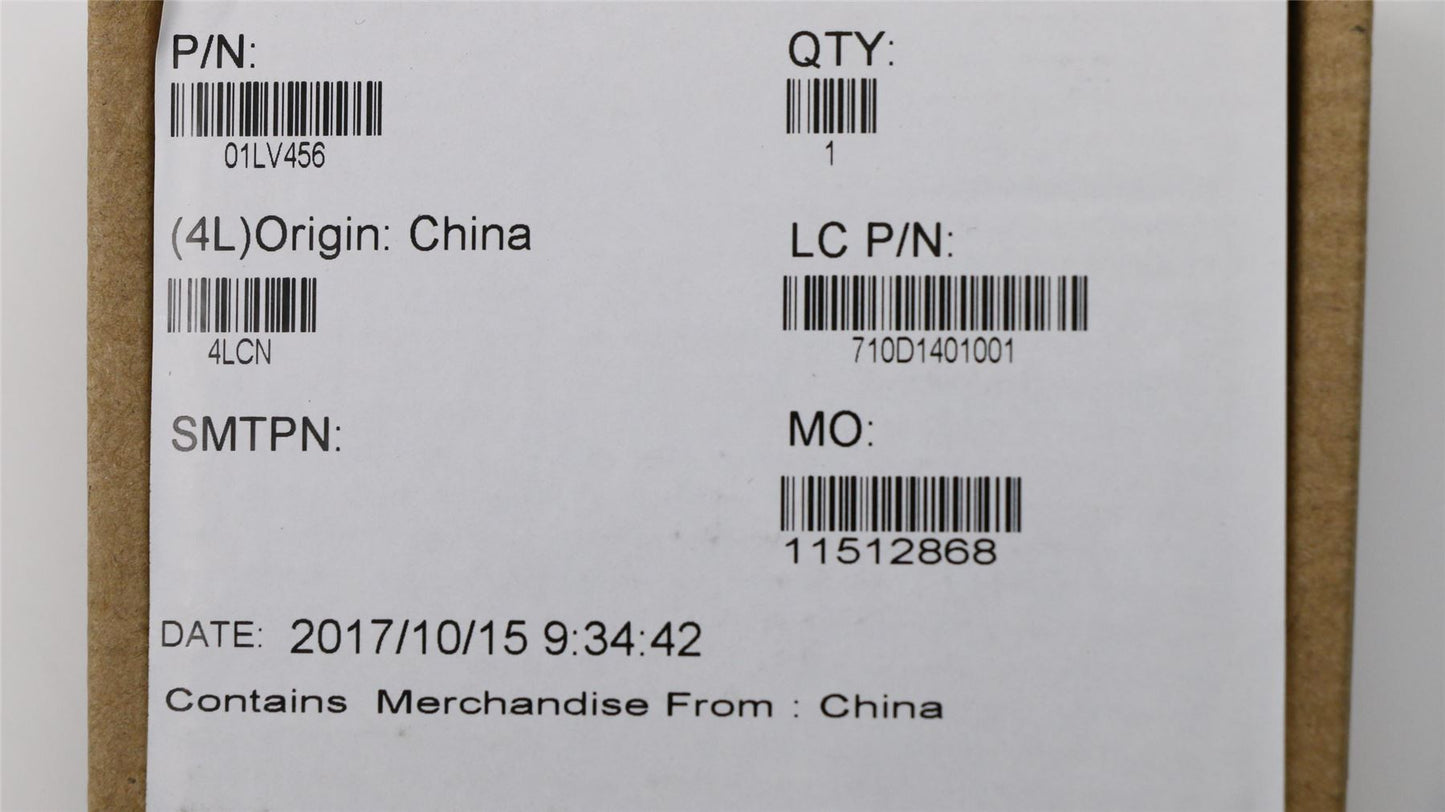 P/N:
QTY:
01LV456
1
(4L)Origin: China
LC P/N:
4LCN
710D1401001
SMTPN:
MO:
11512868
DATE: 2017/10/15 9:34:42
Contains Merchandise From : China